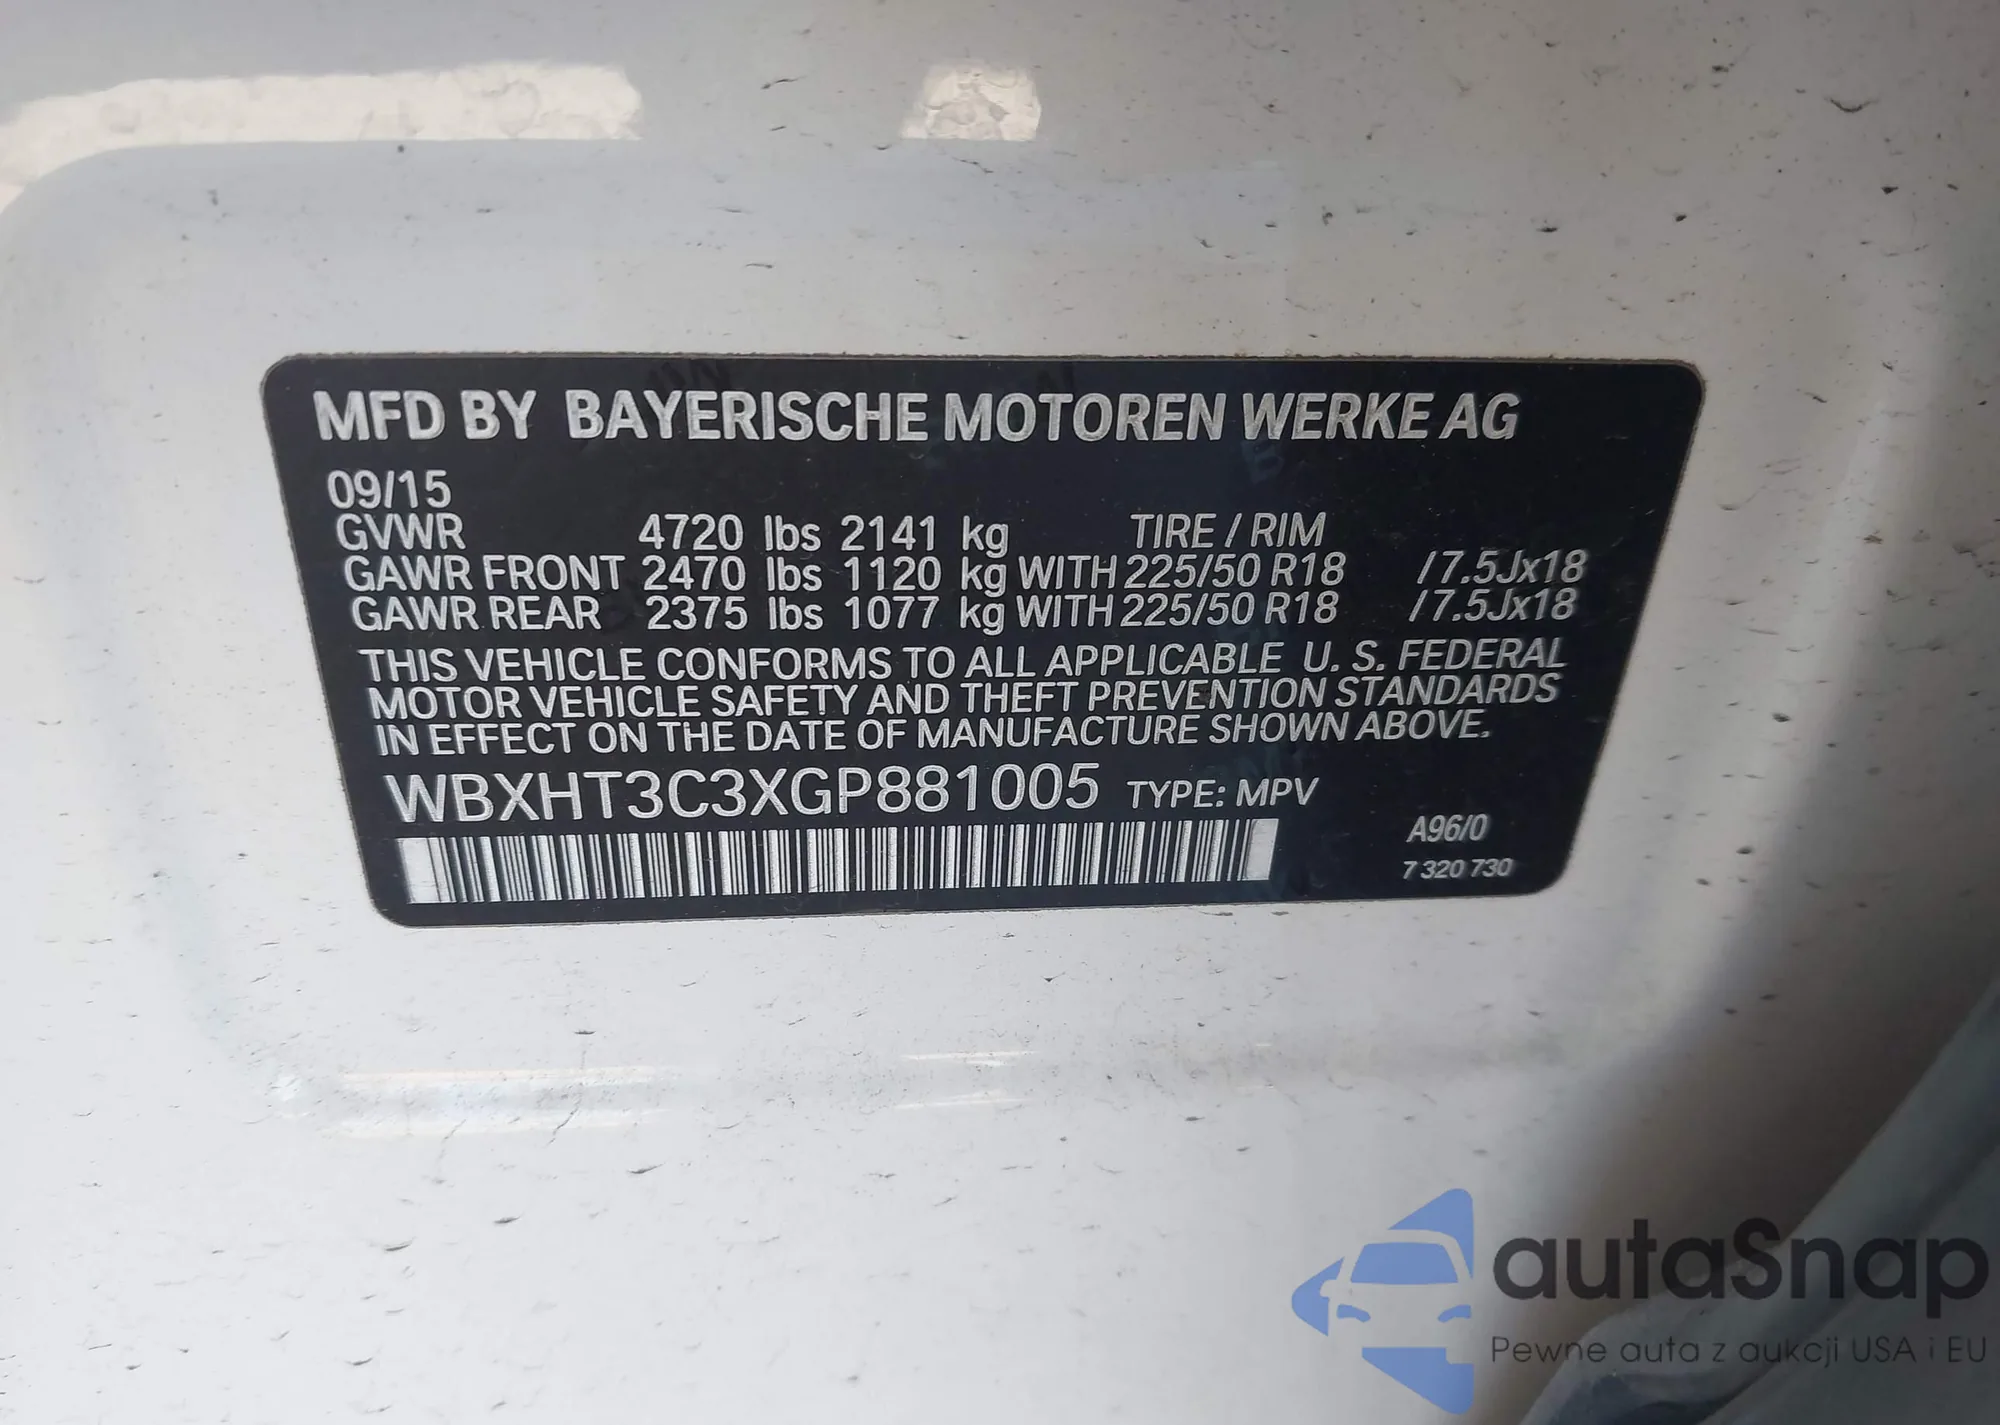 MFD BY BAYERISCHE MOTOREN WERKE AG
09/15
GVWR 4720 lbs 2141 kg TIRE / RIM
GAWR FRONT 2470 lbs 1120 kg WITH 225/50 R18 / 7.5Jx18
GAWR REAR 2375 lbs 1077 kg WITH 225/50 R18 / 7.5Jx18
THIS VEHICLE CONFORMS TO ALL APPLICABLE U. S. FEDERAL
MOTOR VEHICLE SAFETY AND THEFT PREVENTION STANDARDS
IN EFFECT ON THE DATE OF MANUFACTURE SHOWN ABOVE.
WBXHT3C3XGP881005 TYPE: MPV
A96/0
7 320 730
autaSnap
Pewne auta z aukcji USA i EU